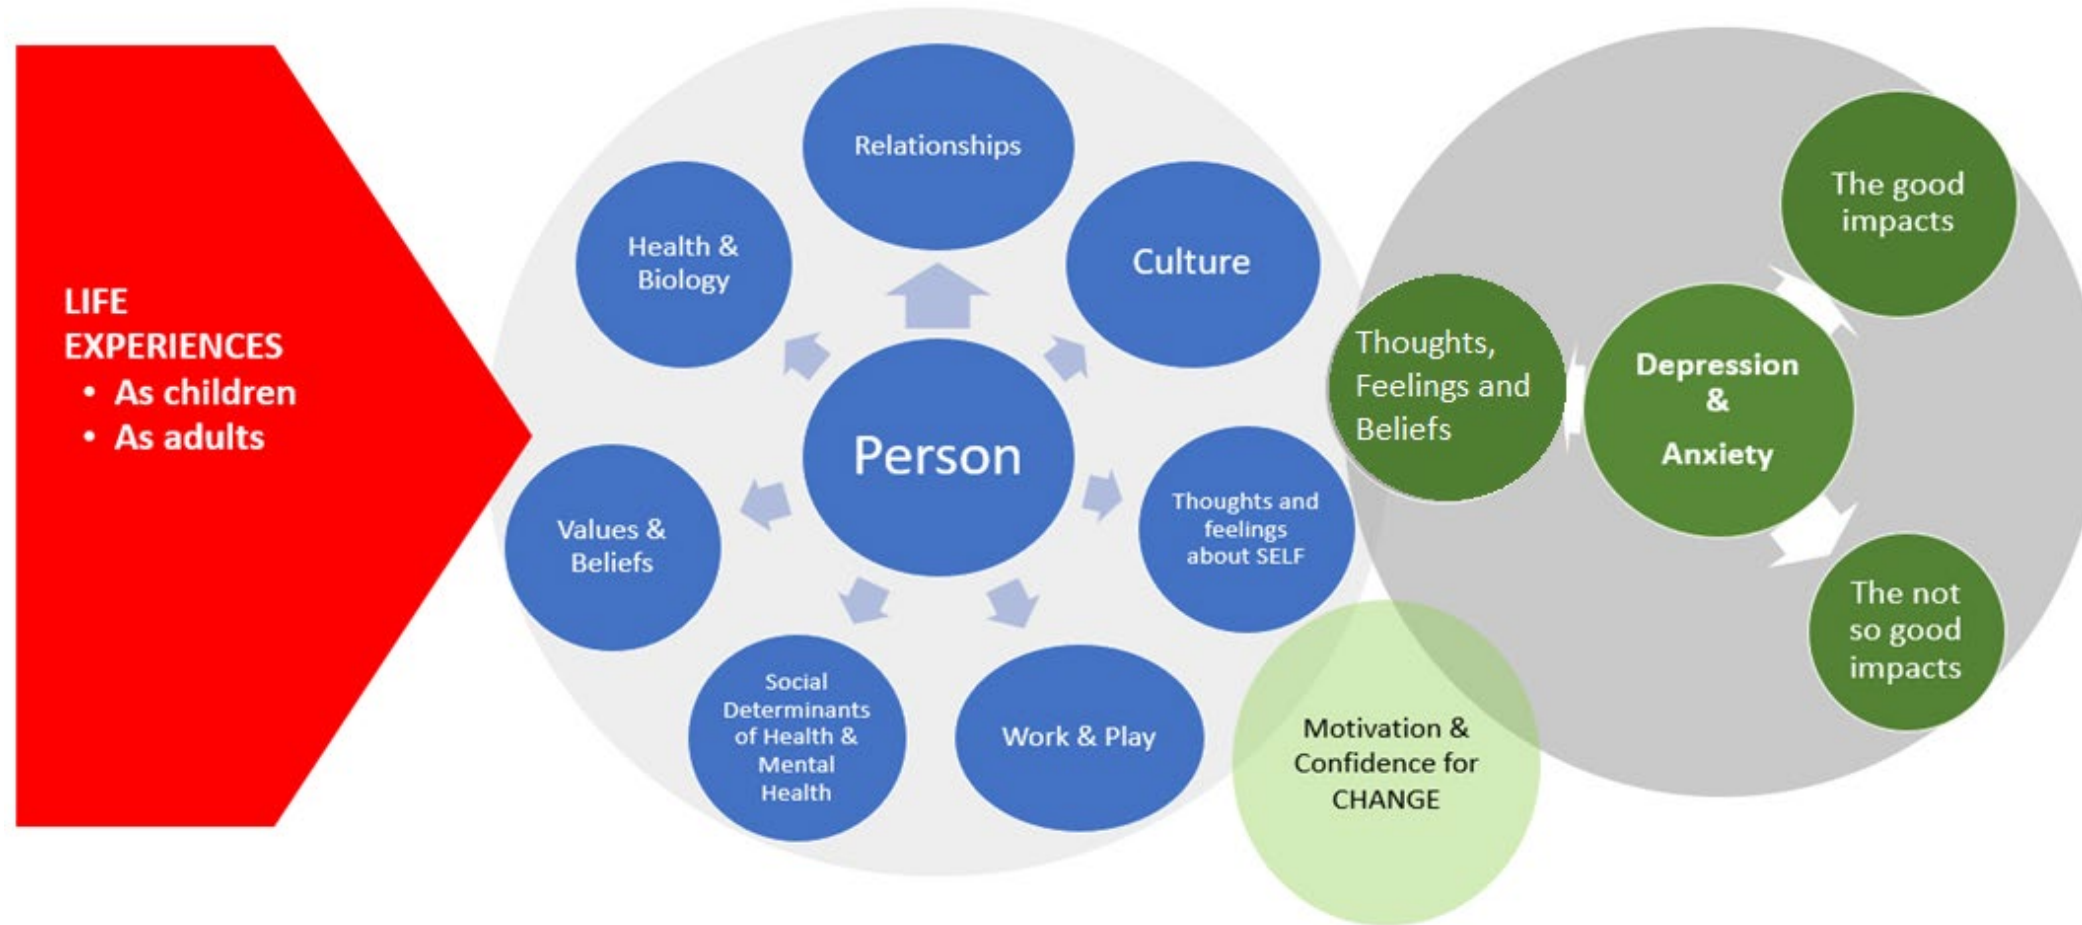 LIFE
EXPERIENCES
• As children
• As adults
Relationships
Health &
Biology
Culture
Person
Values &
Beliefs
Thoughts and
feelings
about SELF
Social
Determinants
of Health &
Mental
Health
Work & Play
Motivation &
Confidence for
CHANGE
Thoughts,
Feelings and
Beliefs
Depression
&
Anxiety
The good
impacts
The not
so good
impacts